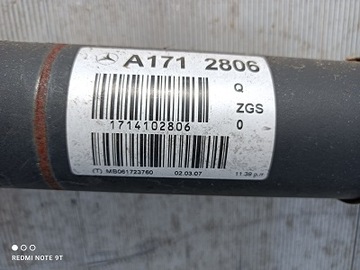 A171 2806
Q
ZGS
0
1714102806
(T) MB061723760 02.03.07 11:39 p.m
REDMI NOTE 9T